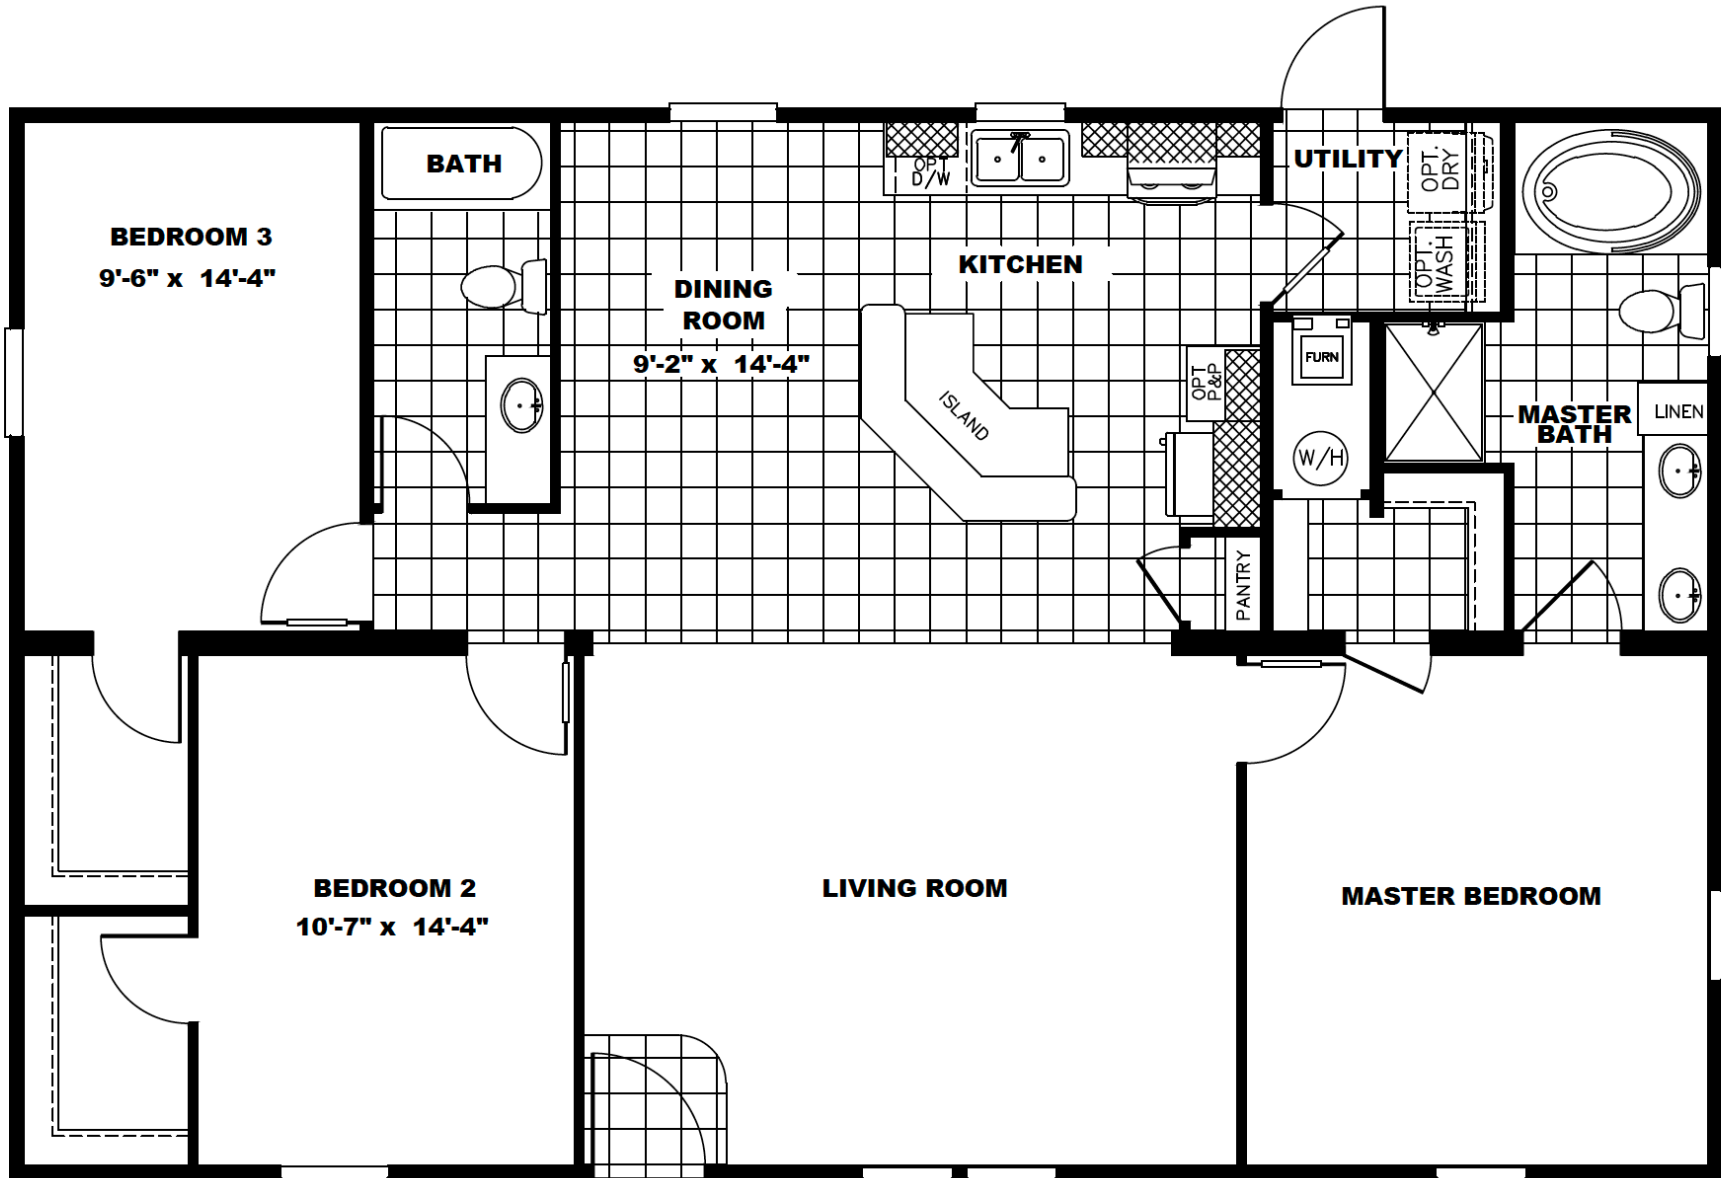 BATH
UTILITY
OPT.
DRY
OPT
D/W
BEDROOM 3
9'-6" x 14'-4"
KITCHEN
OPT.
WASH
DINING
ROOM
9'-2" x 14'-4"
FURN
OPT
P&P
ISLAND
MASTER
BATH
LINEN
W/H
PANTRY
BEDROOM 2
10'-7" x 14'-4"
LIVING ROOM
MASTER BEDROOM